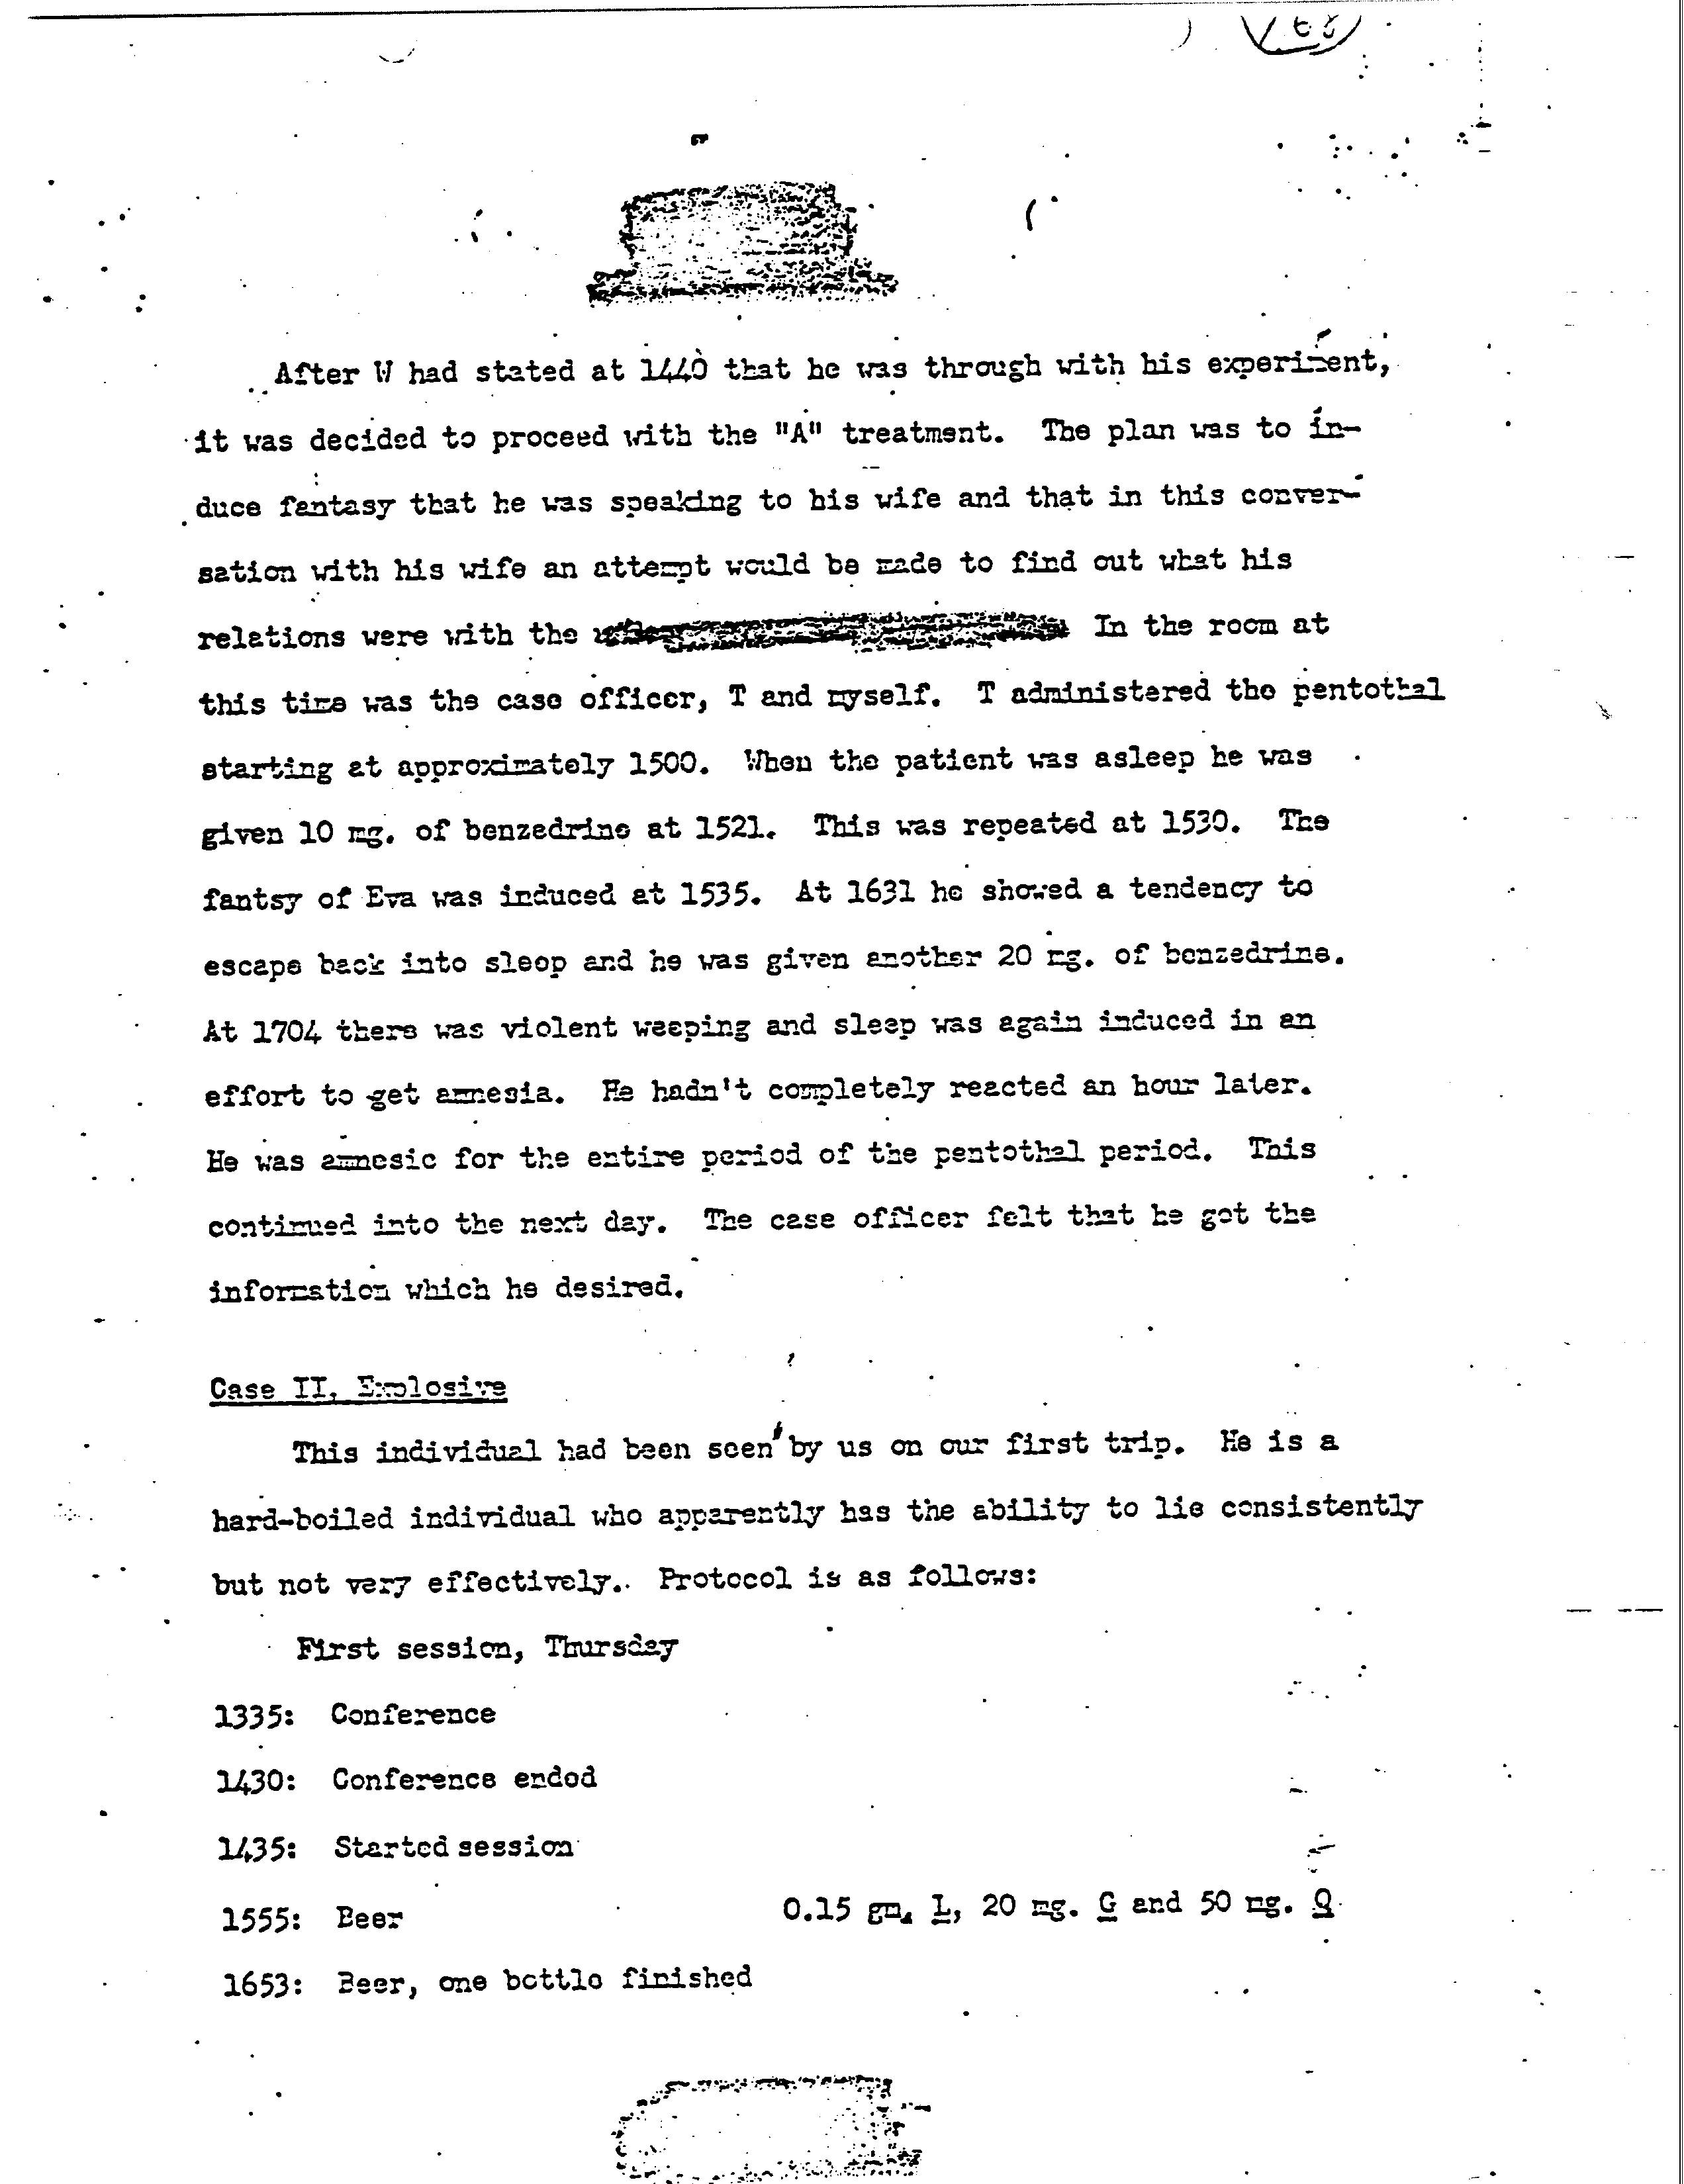 After W had stated at 1440 that he was through with his experiment,
it was decided to proceed with the "A" treatment. The plan was to in-
duce fantasy that he was speaking to his wife and that in this conver-
sation with his wife an attempt would be made to find out what his
relations were with the In the room at
this time was the case officer, T and myself. T administered the pentothal
starting at approximately 1500. When the patient was asleep he was
given 10 mg. of benzedrine at 1521. This was repeated at 1530. The
fantsy of Eva was induced at 1535. At 1631 he showed a tendency to
escape back into sleep and he was given another 20 mg. of benzedrine.
At 1704 there was violent weeping and sleep was again induced in an
effort to get amnesia. He hadn't completely reacted an hour later.
He was amnesic for the entire period of the pentothal period. This
continued into the next day. The case officer felt that he got the
information which he desired.
Case II, Explosive
This individual had been seen by us on our first trip. He is a
hard-boiled individual who apparently has the ability to lie consistently
but not very effectively. Protocol is as follows:
First session, Thursday
1335: Conference
1430: Conference ended
1435: Started session
1555: Beer 0.15 gm. L, 20 mg. G and 50 mg. Q
1653: Beer, one bottle finished